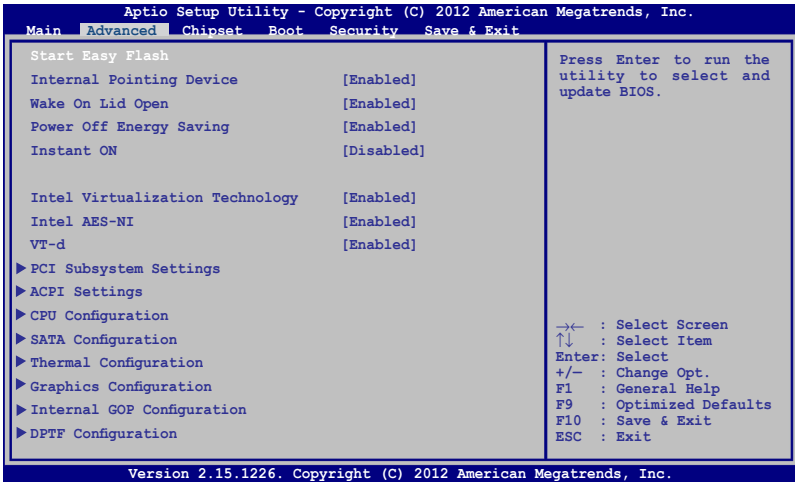 Aptio Setup Utility - Copyright (C) 2012 American Megatrends, Inc.
Main Advanced Chipset Boot Security Save & Exit
Start Easy Flash
Internal Pointing Device [Enabled]
Wake On Lid Open [Enabled]
Power Off Energy Saving [Enabled]
Instant ON [Disabled]
Intel Virtualization Technology [Enabled]
Intel AES-NI [Enabled]
VT-d [Enabled]
PCI Subsystem Settings
ACPI Settings
CPU Configuration
SATA Configuration
Thermal Configuration
Graphics Configuration
Internal GOP Configuration
DPTF Configuration
Press Enter to run the
utility to select and
update BIOS.
→← : Select Screen
↑↓ : Select Item
Enter: Select
+/— : Change Opt.
F1 : General Help
F9 : Optimized Defaults
F10 : Save & Exit
ESC : Exit
Version 2.15.1226. Copyright (C) 2012 American Megatrends, Inc.